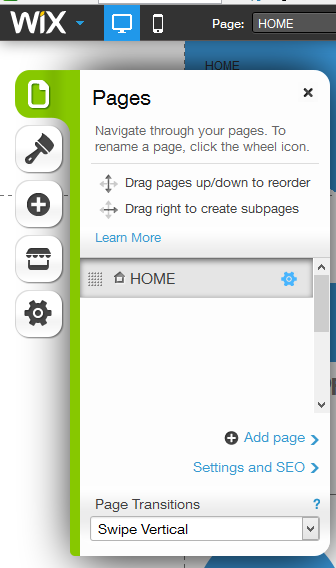 WiX
Page: HOME
HOME
Pages
Navigate through your pages. To
rename a page, click the wheel icon.
Drag pages up/down to reorder
Drag right to create subpages
Learn More
HOME
Add page
Settings and SEO
Page Transitions ?
Swipe Vertical